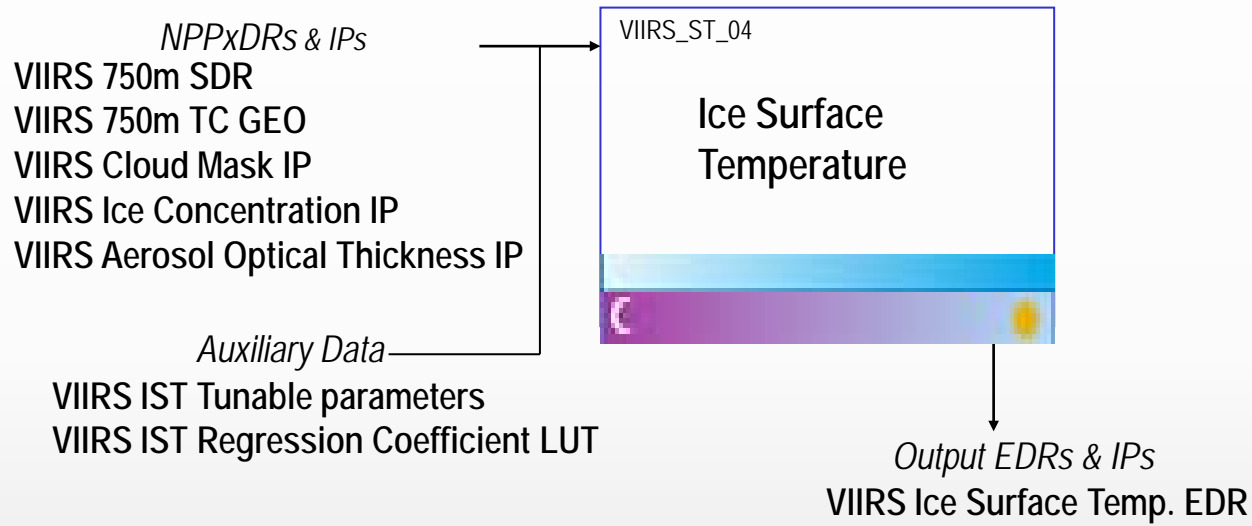 NPPxDRs & IPs
VIIRS 750m SDR
VIIRS 750m TC GEO
VIIRS Cloud Mask IP
VIIRS Ice Concentration IP
VIIRS Aerosol Optical Thickness IP
Auxiliary Data
VIIRS IST Tunable parameters
VIIRS IST Regression Coefficient LUT
VIIRS_ST_04
Ice Surface
Temperature
Output EDRs & IPs
VIIRS Ice Surface Temp. EDR